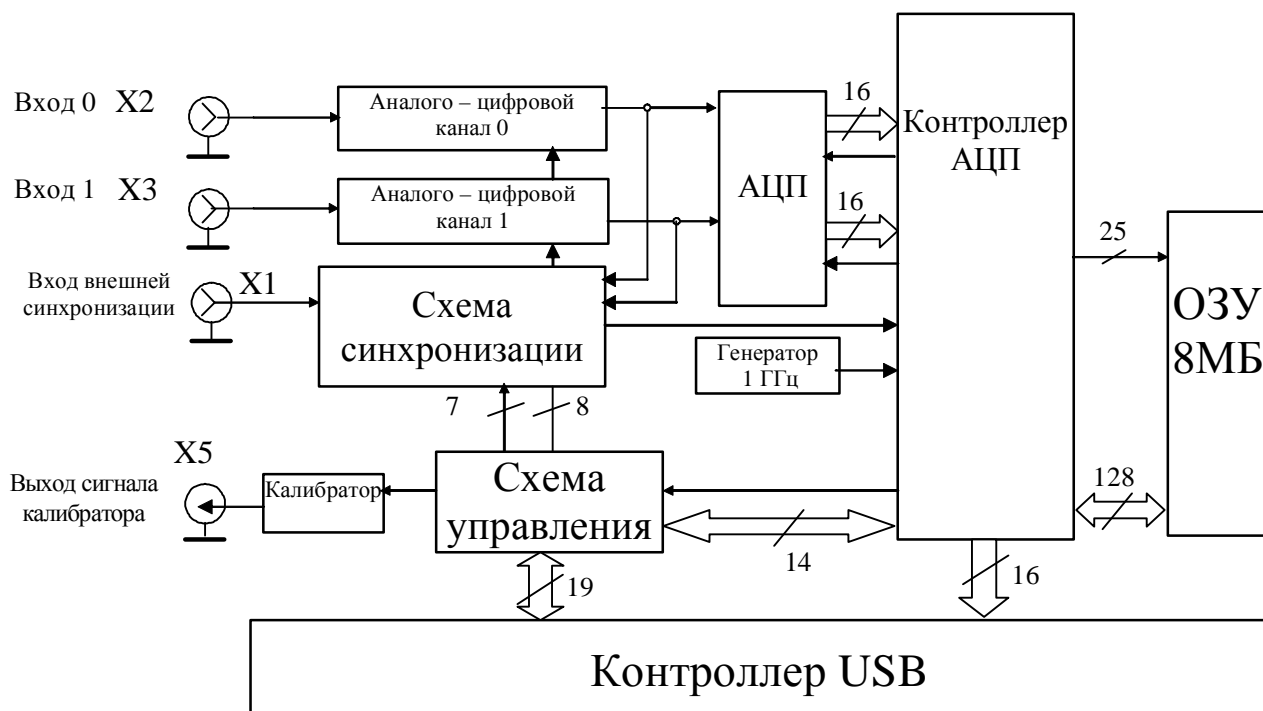 Вход 0 X2
Аналого – цифровой
канал 0
16
Контроллер
АЦП
Вход 1 X3
Аналого – цифровой
канал 1
АЦП
16
25
ОЗУ
8МБ
Вход внешней
синхронизации
X1
Схема
синхронизации
Генератор
1 ГГц
7
8
X5
Выход сигнала
калибратора
Калибратор
Схема
управления
128
14
19
16
Контроллер USB